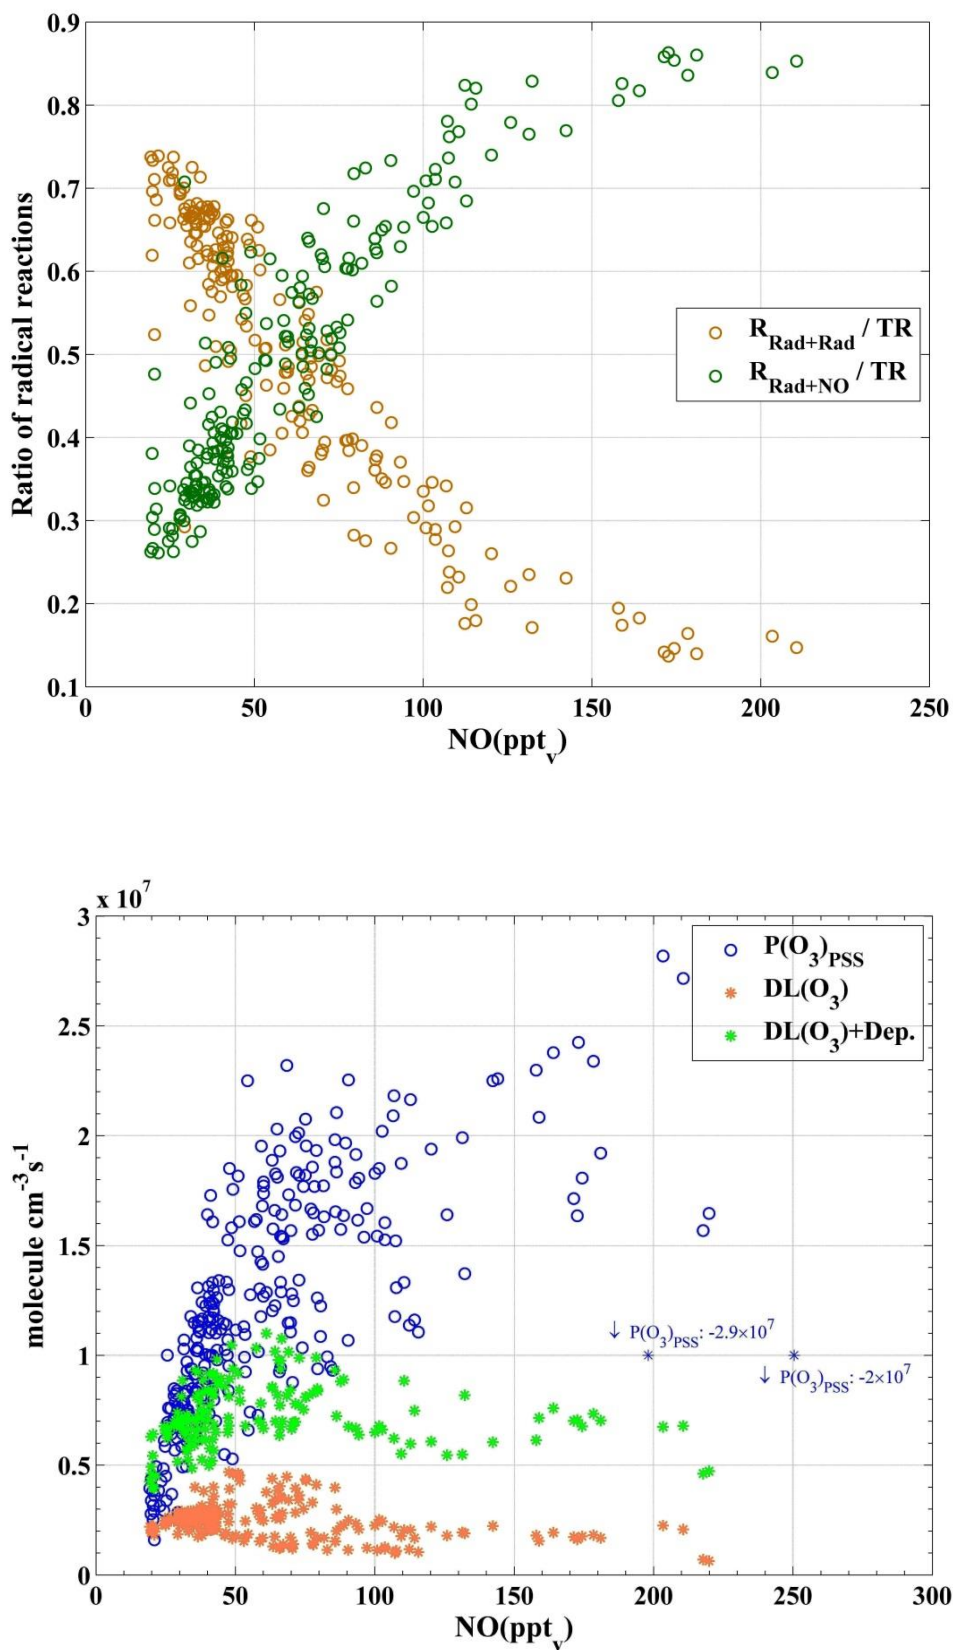 0.9
0.8
0.7
0.6
0.5
0.4
0.3
0.2
0.1
Ratio of radical reactions
R_Rad+Rad / TR
R_Rad+NO / TR
0 50 100 150 200 250
NO(ppt_v)
x 10^7
3
2.5
2
1.5
1
0.5
0
molecule cm^-3 s^-1
P(O_3)_PSS
DL(O_3)
DL(O_3)+Dep.
↓ P(O_3)_PSS: -2.9×10^7
↓ P(O_3)_PSS: -2×10^7
0 50 100 150 200 250 300
NO(ppt_v)